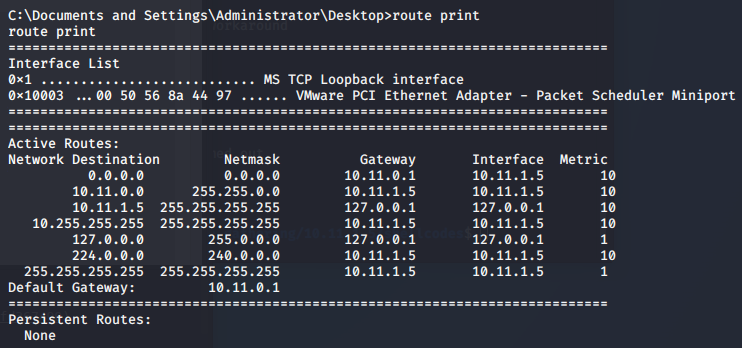 C:\Documents and Settings\Administrator\Desktop>route print
route print
===========================================================================
Interface List
0×1 ........................... MS TCP Loopback interface
0×10003 ...00 50 56 8a 44 97 ...... VMware PCI Ethernet Adapter - Packet Scheduler Miniport
===========================================================================
===========================================================================
Active Routes:
Network Destination        Netmask          Gateway       Interface  Metric
0.0.0.0          0.0.0.0        10.11.0.1       10.11.1.5       10
10.11.0.0      255.255.0.0        10.11.1.5       10.11.1.5       10
10.11.1.5  255.255.255.255        127.0.0.1       127.0.0.1       10
10.255.255.255  255.255.255.255        10.11.1.5       10.11.1.5       10
127.0.0.0        255.0.0.0        127.0.0.1       127.0.0.1       1
224.0.0.0        240.0.0.0        10.11.1.5       10.11.1.5       10
255.255.255.255  255.255.255.255        10.11.1.5       10.11.1.5       1
Default Gateway:         10.11.0.1
===========================================================================
Persistent Routes:
None